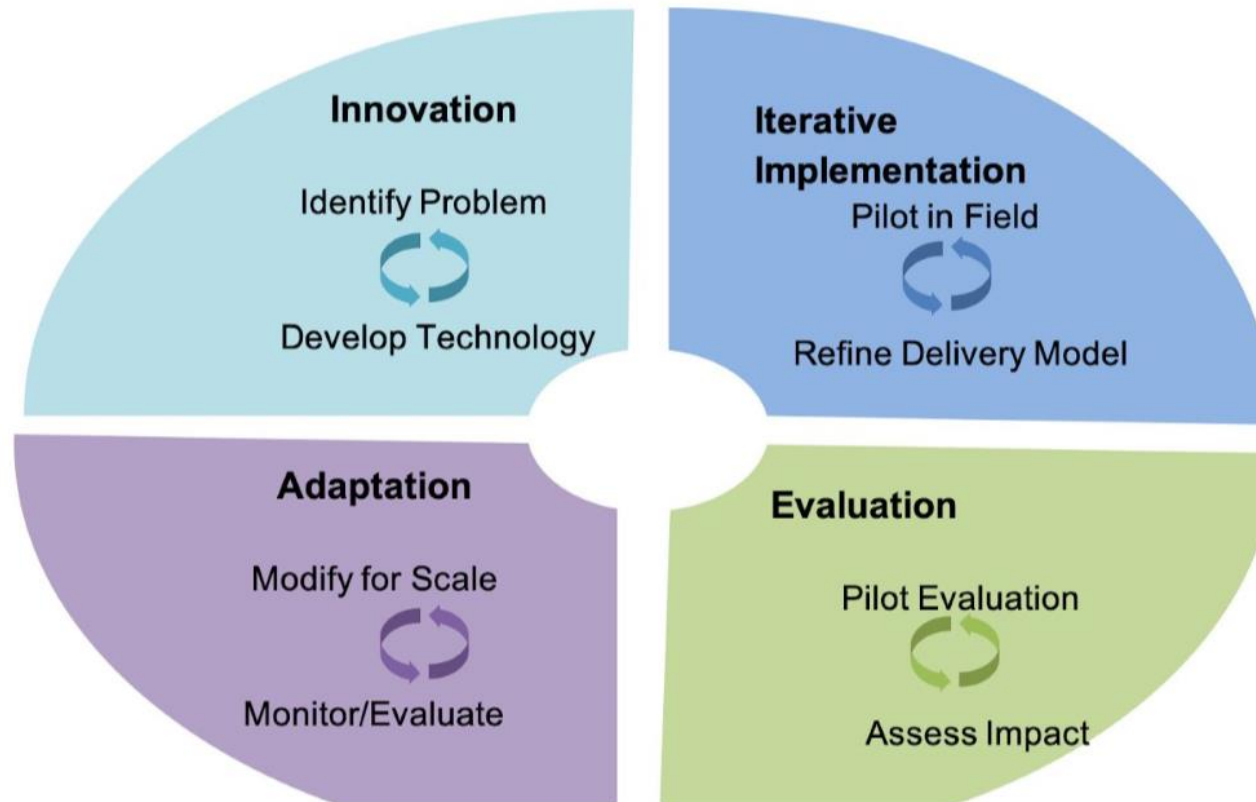 Innovation
Identify Problem
Develop Technology
Iterative
Implementation
Pilot in Field
Refine Delivery Model
Adaptation
Modify for Scale
Monitor/Evaluate
Evaluation
Pilot Evaluation
Assess Impact